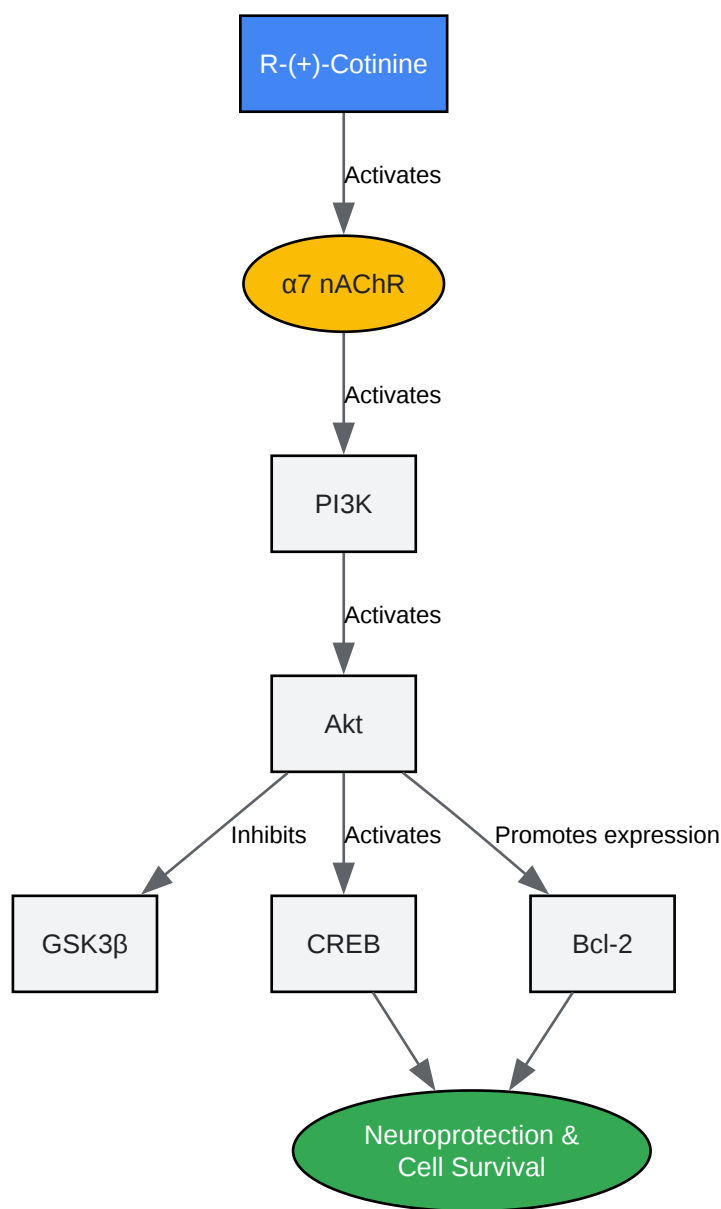 R-(+)-Cotinine
Activates
α7 nAChR
Activates
PI3K
Activates
Akt
Inhibits
Activates
Promotes expression
GSK3β
CREB
Bcl-2
Neuroprotection &
Cell Survival